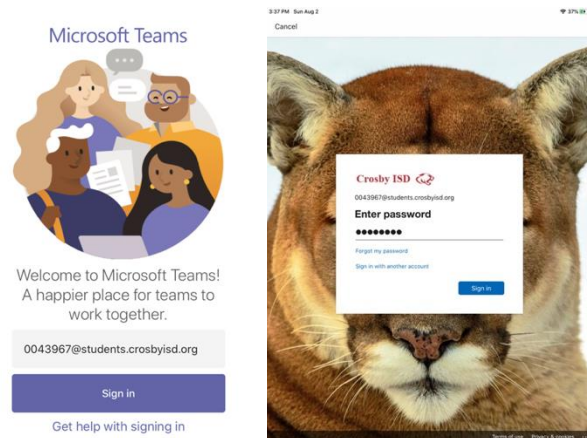 Microsoft Teams
Welcome to Microsoft Teams!
A happier place for teams to
work together.
0043967@students.crosbyisd.org
Sign in
Get help with signing in
3:37 PM Sun Aug 2
37%
Cancel
Crosby ISD
0043967@students.crosbyisd.org
Enter password
Forgot my password
Sign in with another account
Sign in
Terms of use Privacy & cookies